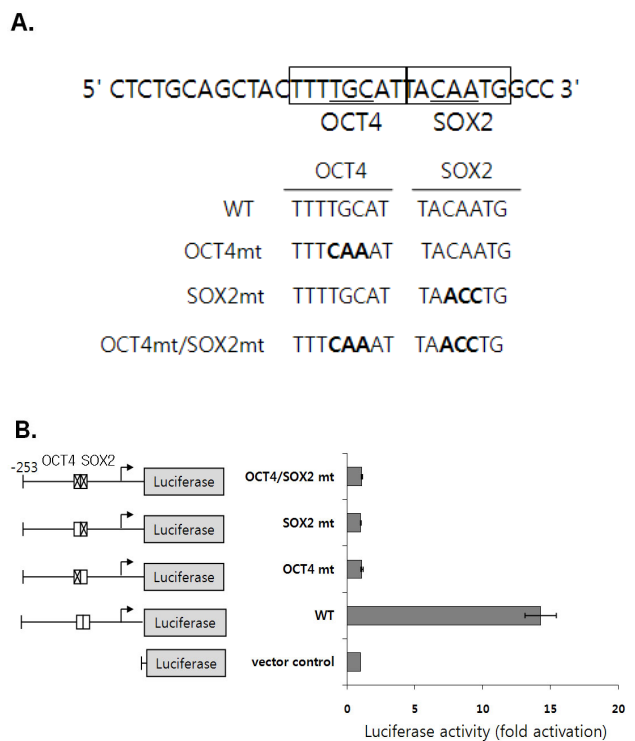 A.
5' CTCTGCAGCTACTTTTGCATTACAATGGCC 3'
OCT4 SOX2
OCT4 SOX2
WT TTTTGCAT TACAATG
OCT4mt TTTCAAAT TACAATG
SOX2mt TTTTGCAT TAACCTG
OCT4mt/SOX2mt TTTCAAAT TAACCTG
B.
OCT4 SOX2
-253
Luciferase OCT4/SOX2 mt
Luciferase SOX2 mt
Luciferase OCT4 mt
Luciferase WT
Luciferase vector control
0 5 10 15 20
Luciferase activity (fold activation)